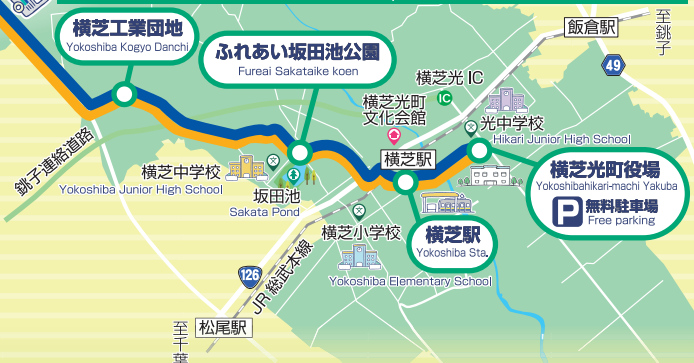 横芝工業団地
Yokoshiba Kogyo Danchi
ふれあい坂田池公園
Fureai Sakataike koen
飯倉駅
至銚子
49
横芝光IC
IC
横芝光町
文化会館
光中学校
Hikari Junior High School
横芝駅
銚子連絡道路
横芝中学校
Yokoshiba Junior High School
坂田池
Sakata Pond
横芝光町役場
Yokoshibahikari-machi Yakuba
P 無料駐車場
Free parking
横芝駅
Yokoshiba Sta.
横芝小学校
Yokoshiba Elementary School
126
JR総武本線
松尾駅
至千葉